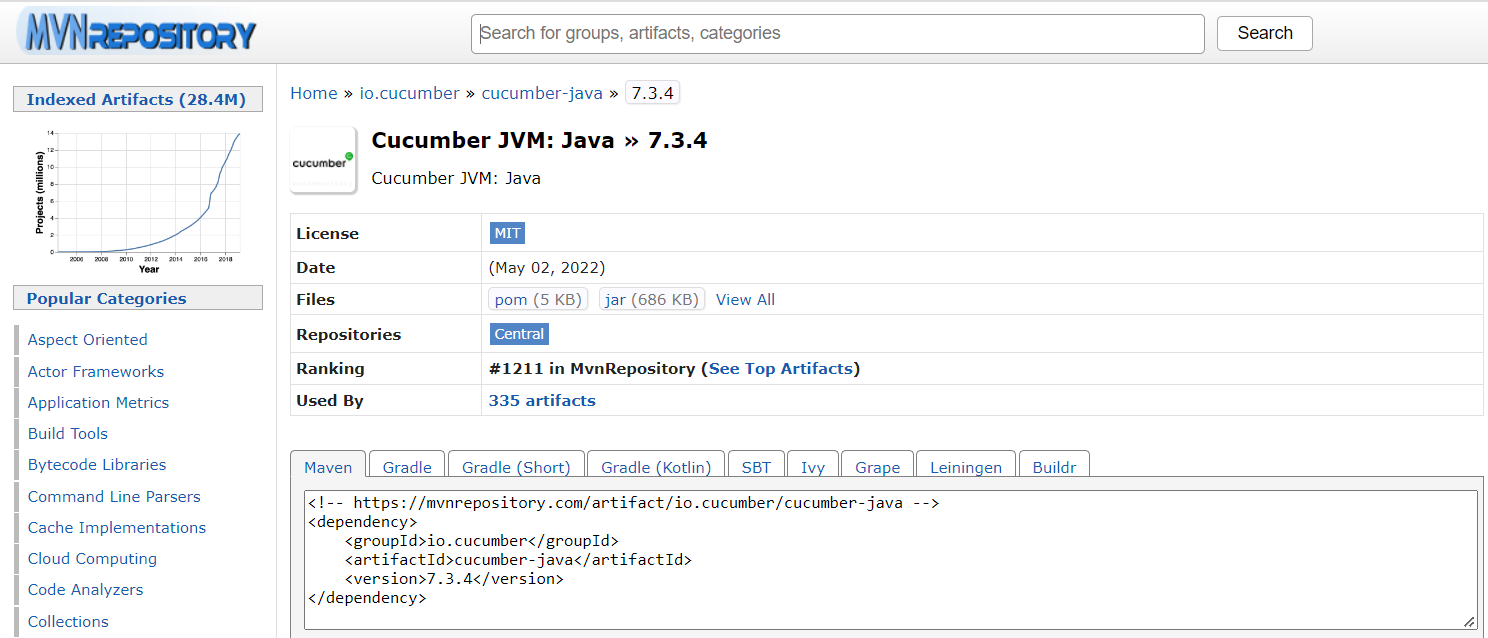 MVNREPOSITORY
Search for groups, artifacts, categories
Search
Indexed Artifacts (28.4M)
Projects (millions)
14
12
10
8
6
4
2
0
2006 2008 2010 2012 2014 2016 2018
Year
Popular Categories
Aspect Oriented
Actor Frameworks
Application Metrics
Build Tools
Bytecode Libraries
Command Line Parsers
Cache Implementations
Cloud Computing
Code Analyzers
Collections
Home » io.cucumber » cucumber-java » 7.3.4
cucumber
Cucumber JVM: Java » 7.3.4
Cucumber JVM: Java
License MIT
Date (May 02, 2022)
Files pom (5 KB) jar (686 KB) View All
Repositories Central
Ranking #1211 in MvnRepository (See Top Artifacts)
Used By 335 artifacts
Maven Gradle Gradle (Short) Gradle (Kotlin) SBT Ivy Grape Leiningen Buildr
<!-- https://mvnrepository.com/artifact/io.cucumber/cucumber-java -->
<dependency>
    <groupId>io.cucumber</groupId>
    <artifactId>cucumber-java</artifactId>
    <version>7.3.4</version>
</dependency>